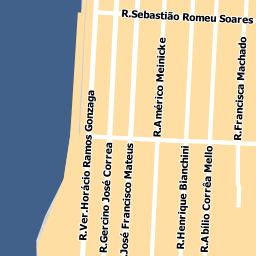 R.Sebastião Romeu Soares
R.Américo Meinicke
R.Francisca Machado
R.Ver.Horácio Ramos Gonzaga
R.Gercino José Correa
José Francisco Mateus
R.Henrique Bianchini
R.Abílio Corrêa Mello